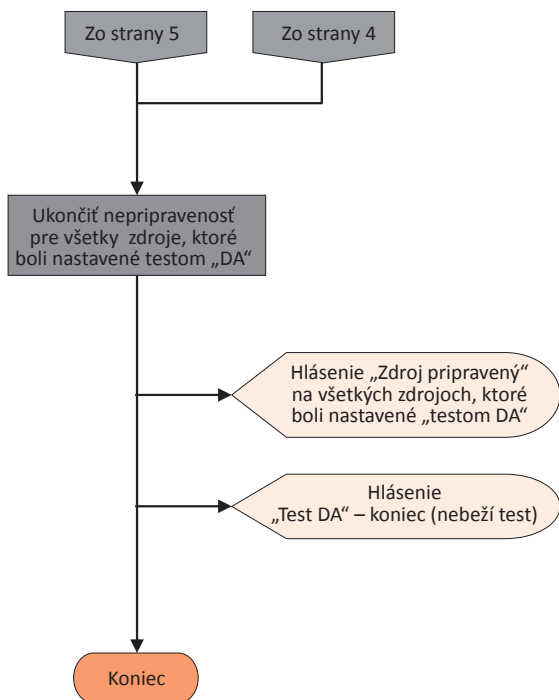 Zo strany 5
Zo strany 4
Ukončiť nepripravenosť
pre všetky zdroje, ktoré
boli nastavené testom „DA“
Hlásenie „Zdroj pripravený“
na všetkých zdrojoch, ktoré
boli nastavené „testom DA“
Hlásenie
„Test DA“ – koniec (nebeží test)
Koniec